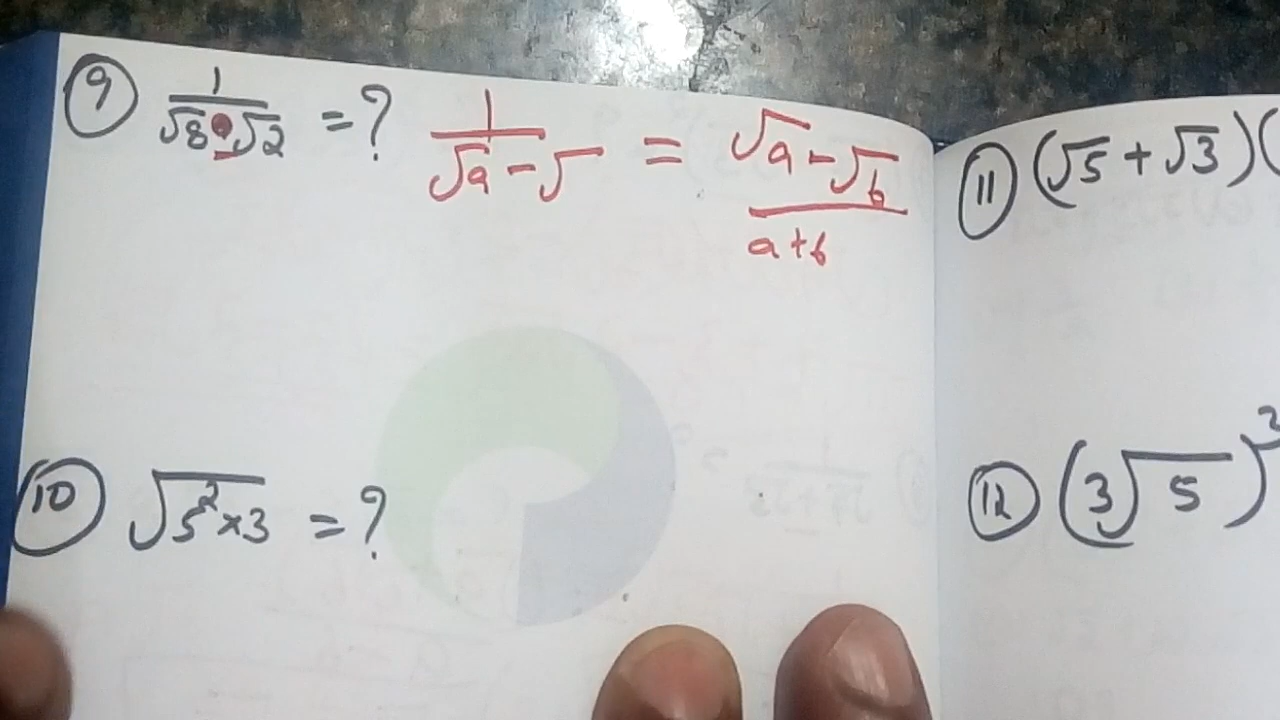 ⑨ 1/(√8 • √2) = ? 1/(√a - √) = (√a - √b)/(a+b)
⑩ √(5² × 3) = ?
⑪ (√5 + √3)(
⑫ (3√5)²